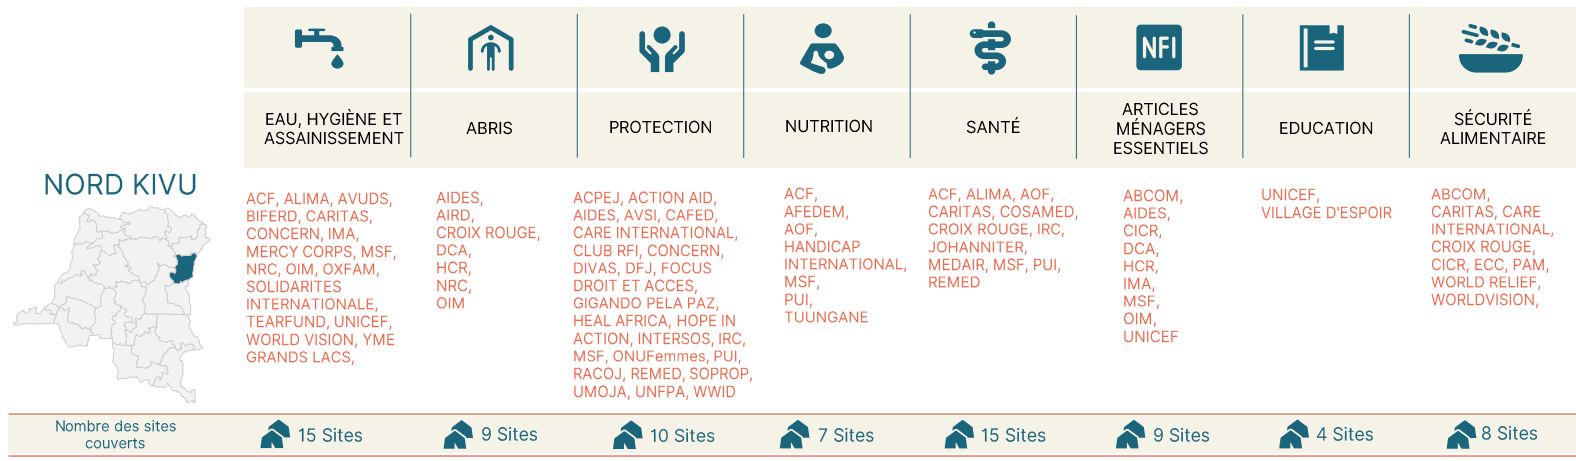 NFI
EAU, HYGIÈNE ET
ASSAINISSEMENT
ABRIS
PROTECTION
NUTRITION
SANTÉ
ARTICLES
MÉNAGERS
ESSENTIELS
EDUCATION
SÉCURITÉ
ALIMENTAIRE
NORD KIVU
ACF, ALIMA, AVUDS,
BIFERD, CARITAS,
CONCERN, IMA,
MERCY CORPS, MSF,
NRC, OIM, OXFAM,
SOLIDARITES
INTERNATIONALE,
TEARFUND, UNICEF,
WORLD VISION, YME
GRANDS LACS,
AIDES,
AIRD,
CROIX ROUGE,
DCA,
HCR,
NRC,
OIM
ACPEJ, ACTION AID,
AIDES, AVSI, CAFED,
CARE INTERNATIONAL,
CLUB RFI, CONCERN,
DIVAS, DFJ, FOCUS
DROIT ET ACCES,
GIGANDO PELA PAZ,
HEAL AFRICA, HOPE IN
ACTION, INTERSOS, IRC,
MSF, ONUFemmes, PUI,
RACOJ, REMED, SOPROP,
UMOJA, UNFPA, WWID
ACF,
AFEDEM,
AOF,
HANDICAP
INTERNATIONAL,
MSF,
PUI,
TUUNGANE
ACF, ALIMA, AOF,
CARITAS, COSAMED,
CROIX ROUGE, IRC,
JOHANNITER,
MEDAIR, MSF, PUI,
REMED
ABCOM,
AIDES,
CICR,
DCA,
HCR,
IMA,
MSF,
OIM,
UNICEF
UNICEF,
VILLAGE D'ESPOIR
ABCOM,
CARITAS, CARE
INTERNATIONAL,
CROIX ROUGE,
CICR, ECC, PAM,
WORLD RELIEF,
WORLDVISION,
Nombre des sites
couverts
15 Sites
9 Sites
10 Sites
7 Sites
15 Sites
9 Sites
4 Sites
8 Sites